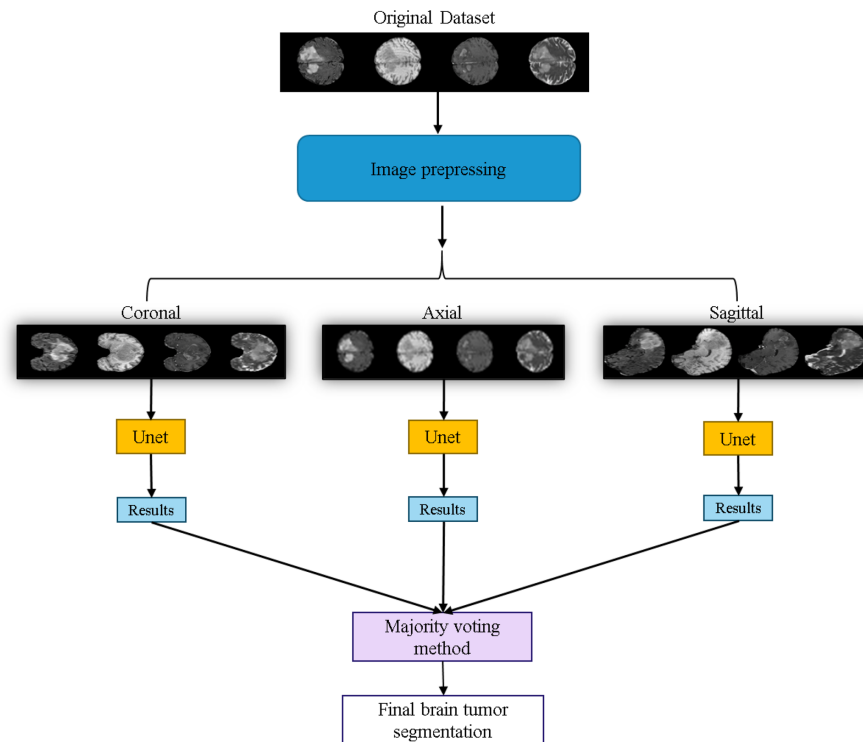 Original Dataset
Image prepressing
Coronal
Axial
Sagittal
Unet
Unet
Unet
Results
Results
Results
Majority voting
method
Final brain tumor
segmentation